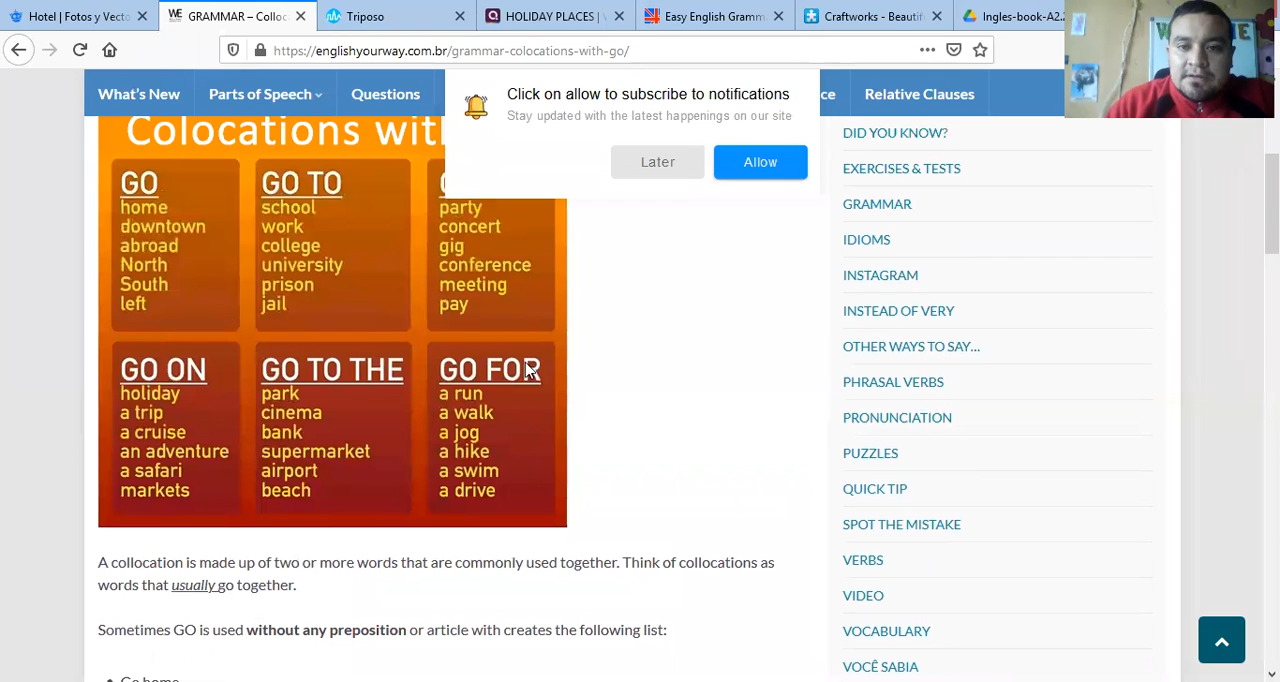 Hotel | Fotos y Vecto
GRAMMAR – Coloc
Triposo
HOLIDAY PLACES |
Easy English Gramm
Craftworks - Beautif
Ingles-book-A2.2
https://englishyourway.com.br/grammar-colocations-with-go/
What's New
Parts of Speech
Questions
Relative Clauses
Click on allow to subscribe to notifications
Stay updated with the latest happenings on our site
Later
Allow
Colocations with
GO
home
downtown
abroad
North
South
left
GO TO
school
work
college
university
prison
jail
party
concert
gig
conference
meeting
pay
GO ON
holiday
a trip
a cruise
an adventure
a safari
markets
GO TO THE
park
cinema
bank
supermarket
airport
beach
GO FOR
a run
a walk
a jog
a hike
a swim
a drive
A collocation is made up of two or more words that are commonly used together. Think of collocations as
words that usually go together.
Sometimes GO is used without any preposition or article with creates the following list:
Go home
DID YOU KNOW?
EXERCISES & TESTS
GRAMMAR
IDIOMS
INSTAGRAM
INSTEAD OF VERY
OTHER WAYS TO SAY...
PHRASAL VERBS
PRONUNCIATION
PUZZLES
QUICK TIP
SPOT THE MISTAKE
VERBS
VIDEO
VOCABULARY
VOCÊ SABIA